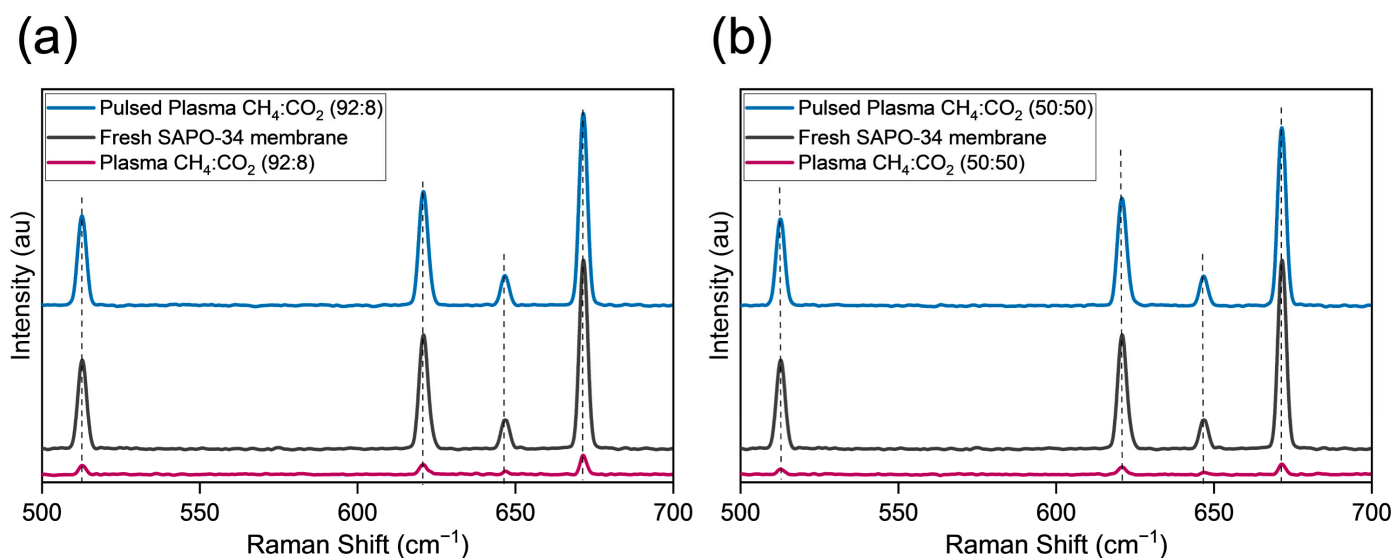 (a)
Pulsed Plasma CH₄:CO₂ (92:8)
Fresh SAPO-34 membrane
Plasma CH₄:CO₂ (92:8)
Intensity (au)
500 550 600 650 700
Raman Shift (cm⁻¹)
(b)
Pulsed Plasma CH₄:CO₂ (50:50)
Fresh SAPO-34 membrane
Plasma CH₄:CO₂ (50:50)
Intensity (au)
500 550 600 650 700
Raman Shift (cm⁻¹)